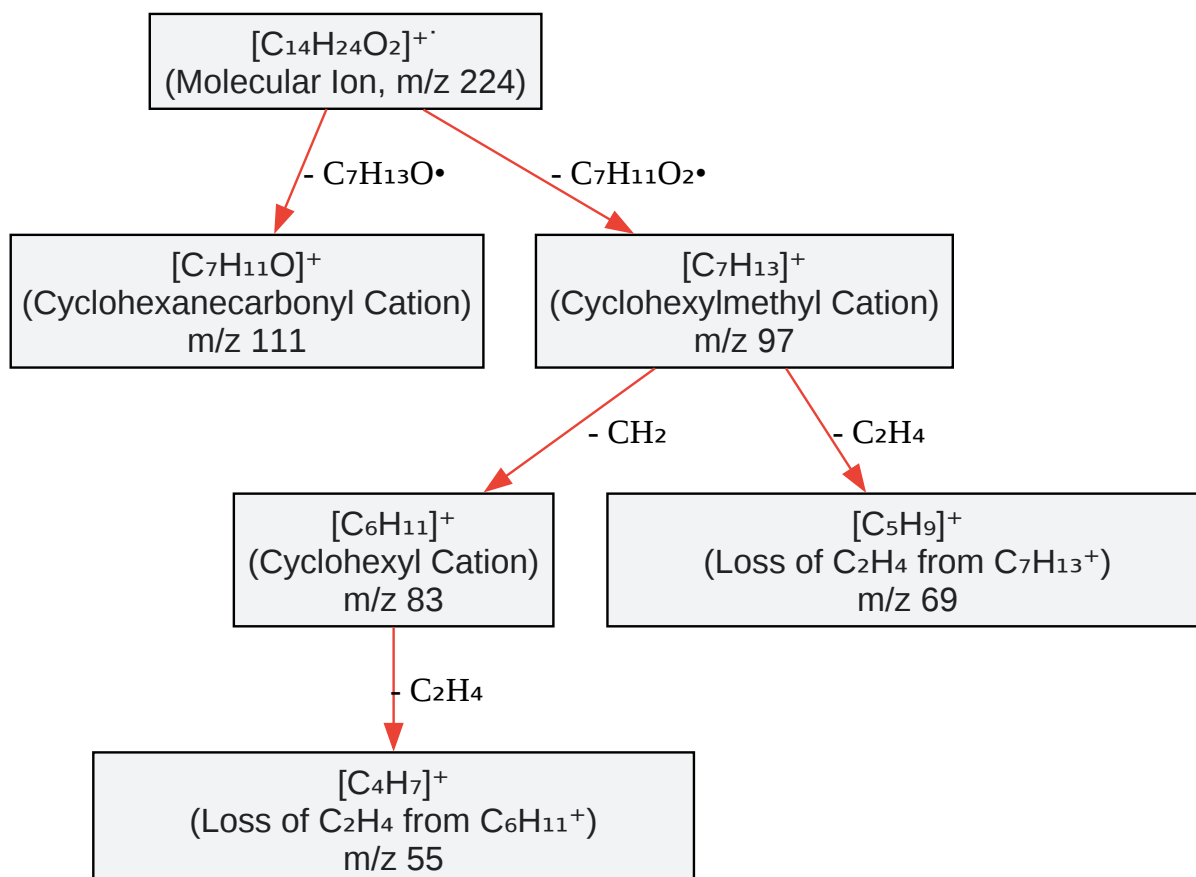 [C₁₄H₂₄O₂]⁺˙
(Molecular Ion, m/z 224)
- C₇H₁₃O•
- C₇H₁₁O₂•
[C₇H₁₁O]⁺
(Cyclohexanecarbonyl Cation)
m/z 111
[C₇H₁₃]⁺
(Cyclohexylmethyl Cation)
m/z 97
- CH₂
- C₂H₄
[C₆H₁₁]⁺
(Cyclohexyl Cation)
m/z 83
[C₅H₉]⁺
(Loss of C₂H₄ from C₇H₁₃⁺)
m/z 69
- C₂H₄
[C₄H₇]⁺
(Loss of C₂H₄ from C₆H₁₁⁺)
m/z 55